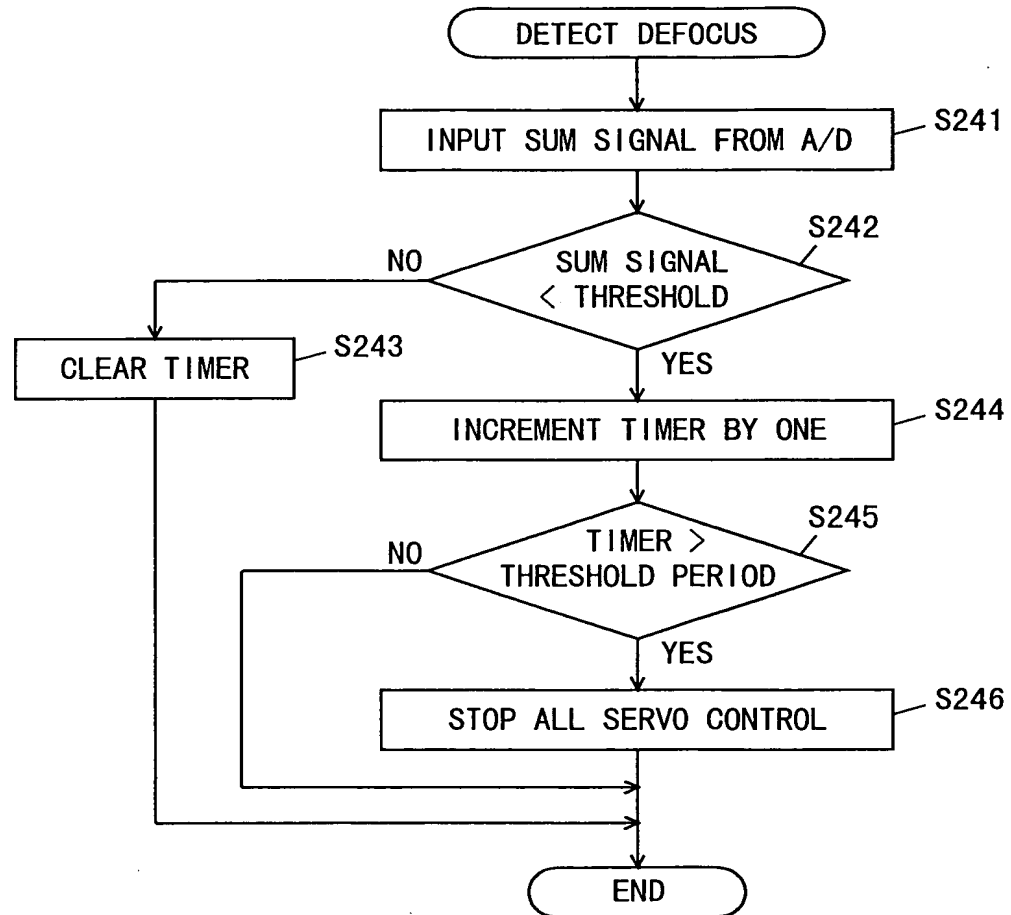 DETECT DEFOCUS
S241
INPUT SUM SIGNAL FROM A/D
S242
NO
SUM SIGNAL
< THRESHOLD
YES
S243
CLEAR TIMER
S244
INCREMENT TIMER BY ONE
S245
NO
TIMER >
THRESHOLD PERIOD
YES
S246
STOP ALL SERVO CONTROL
END